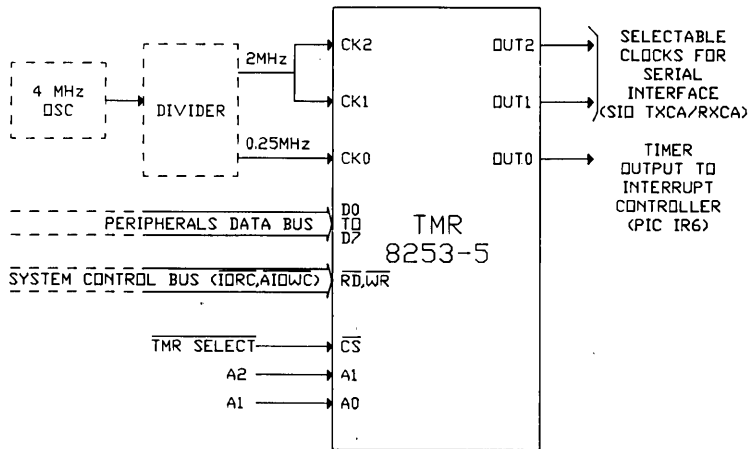 4 MHz
OSC
DIVIDER
2MHz
0.25MHz
CK2
CK1
CK0
OUT2
OUT1
OUT0
SELECTABLE
CLOCKS FOR
SERIAL
INTERFACE
(SIO TXCA/RXCA)
TIMER
OUTPUT TO
INTERRUPT
CONTROLLER
(PIC IR6)
PERIPHERALS DATA BUS
D0
TO
D7
TMR
8253-5
SYSTEM CONTROL BUS (IORC,AIOWC)
RD,WR
TMR SELECT
CS
A2
A1
A1
A0